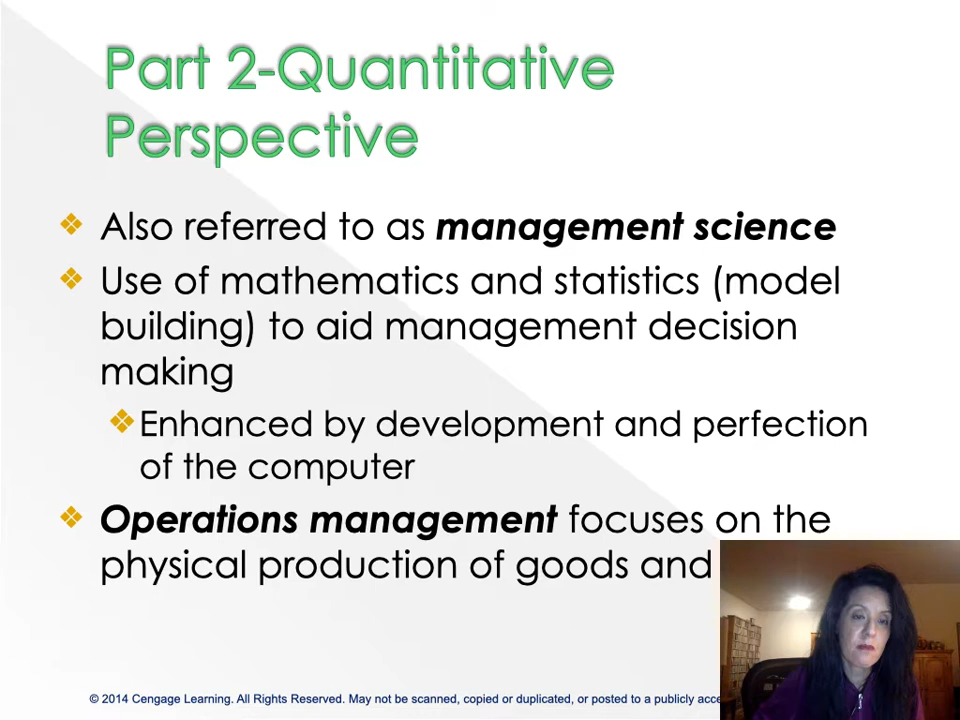 Part 2-Quantitative
Perspective
Also referred to as management science
Use of mathematics and statistics (model
building) to aid management decision
making
Enhanced by development and perfection
of the computer
Operations management focuses on the
physical production of goods and
© 2014 Cengage Learning. All Rights Reserved. May not be scanned, copied or duplicated, or posted to a publicly